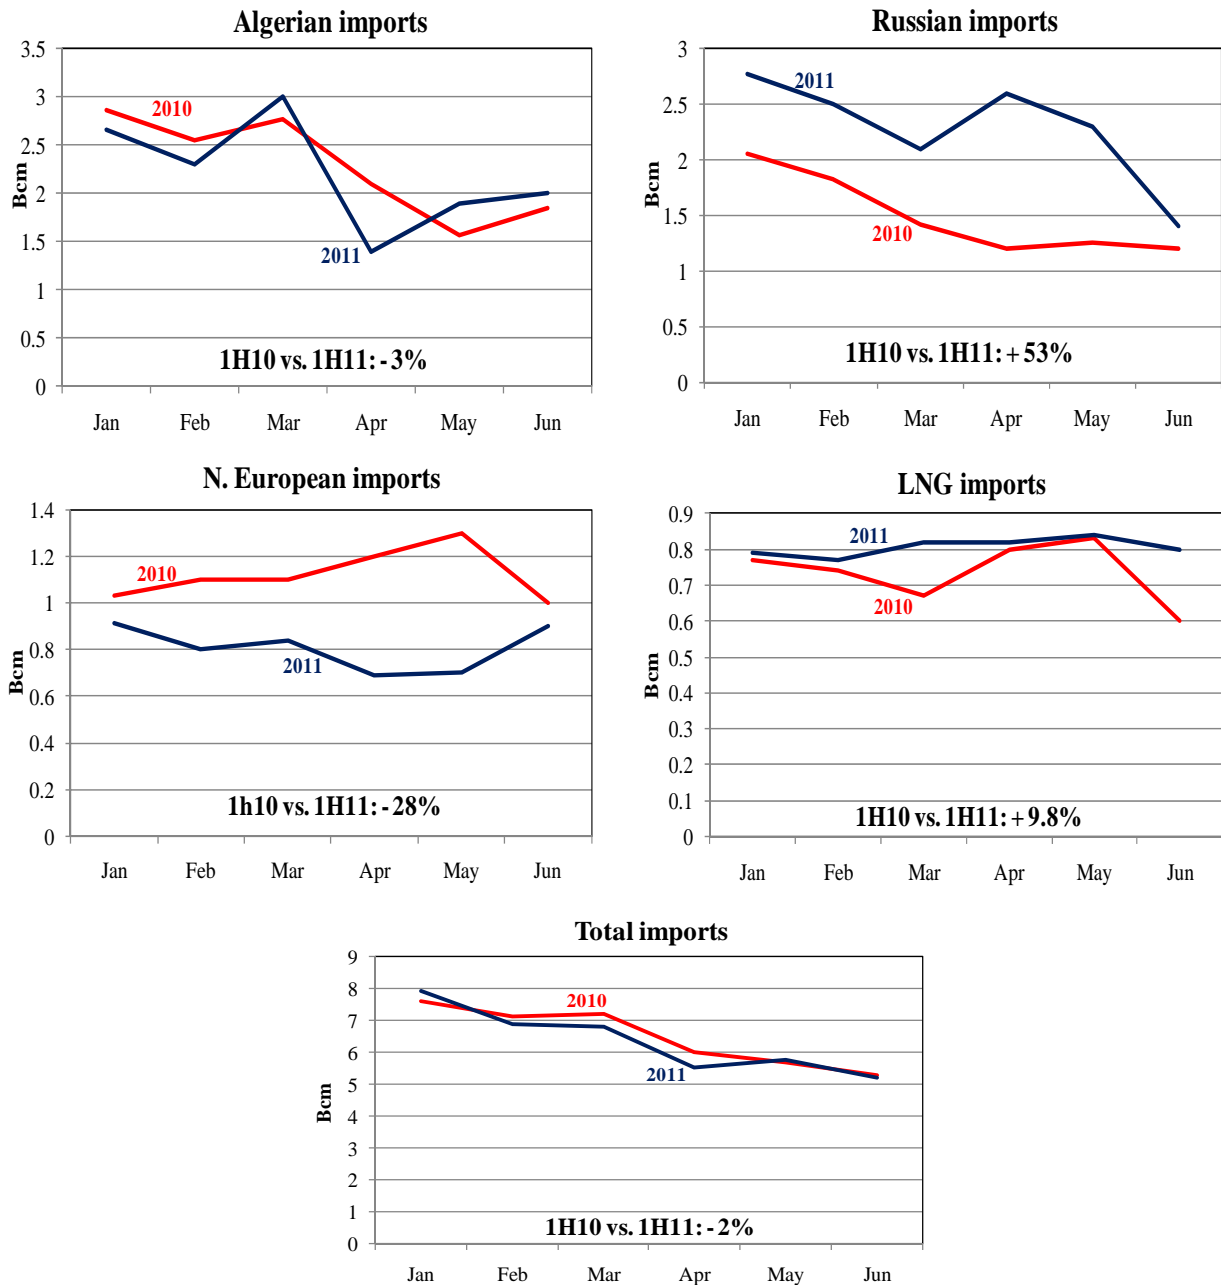 Algerian imports
3.5
3
2.5
2
1.5
1
0.5
0
Bcm
2010
2011
1H10 vs. 1H11: - 3%
Jan Feb Mar Apr May Jun
Russian imports
3
2.5
2
1.5
1
0.5
0
Bcm
2011
2010
1H10 vs. 1H11: + 53%
Jan Feb Mar Apr May Jun
N. European imports
1.4
1.2
1
0.8
0.6
0.4
0.2
0
Bcm
2010
2011
1h10 vs. 1H11: - 28%
Jan Feb Mar Apr May Jun
LNG imports
0.9
0.8
0.7
0.6
0.5
0.4
0.3
0.2
0.1
0
Bcm
2011
2010
1H10 vs. 1H11: + 9.8%
Jan Feb Mar Apr May Jun
Total imports
9
8
7
6
5
4
3
2
1
0
Bcm
2010
2011
1H10 vs. 1H11: - 2%
Jan Feb Mar Apr May Jun